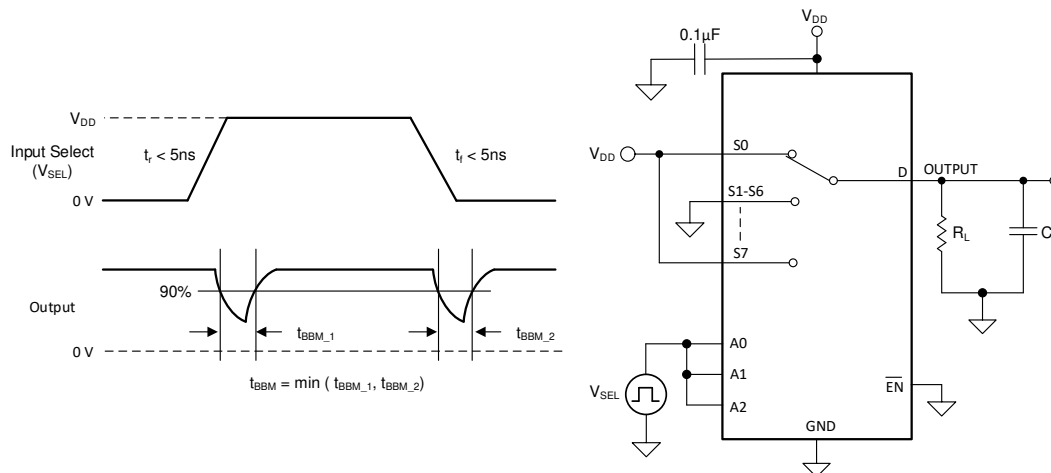 V_DD
Input Select
(V_SEL)
0 V
t_r < 5ns
t_f < 5ns
Output
90%
0 V
t_BBM_1
t_BBM_2
t_BBM = min ( t_BBM_1, t_BBM_2)
V_DD
0.1µF
V_DD
S0
S1-S6
S7
D
OUTPUT
R_L
C
V_SEL
A0
A1
A2
EN
GND